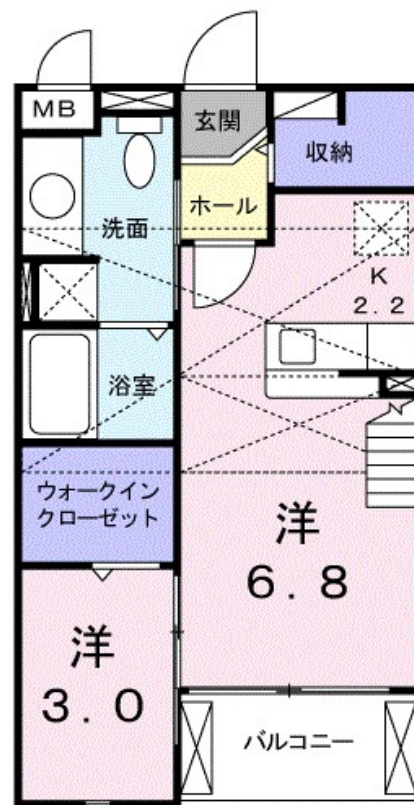 MB
玄関
収納
ホール
洗面
K
2.2
浴室
ウォークイン
クローゼット
洋
6.8
洋
3.0
バルコニー